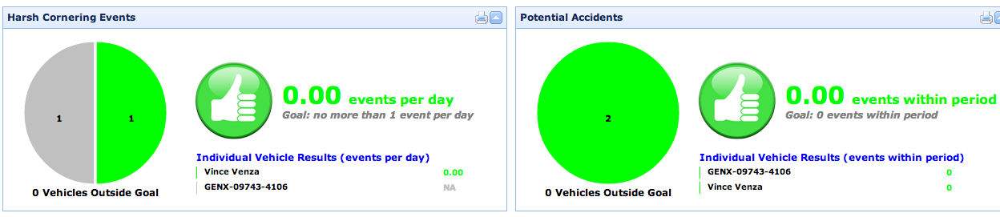 Harsh Cornering Events
1
1
0 Vehicles Outside Goal
0.00 events per day
Goal: no more than 1 event per day
Individual Vehicle Results (events per day)
Vince Venza 0.00
GENX-09743-4106 NA
Potential Accidents
2
0 Vehicles Outside Goal
0.00 events within period
Goal: 0 events within period
Individual Vehicle Results (events within period)
GENX-09743-4106 0
Vince Venza 0